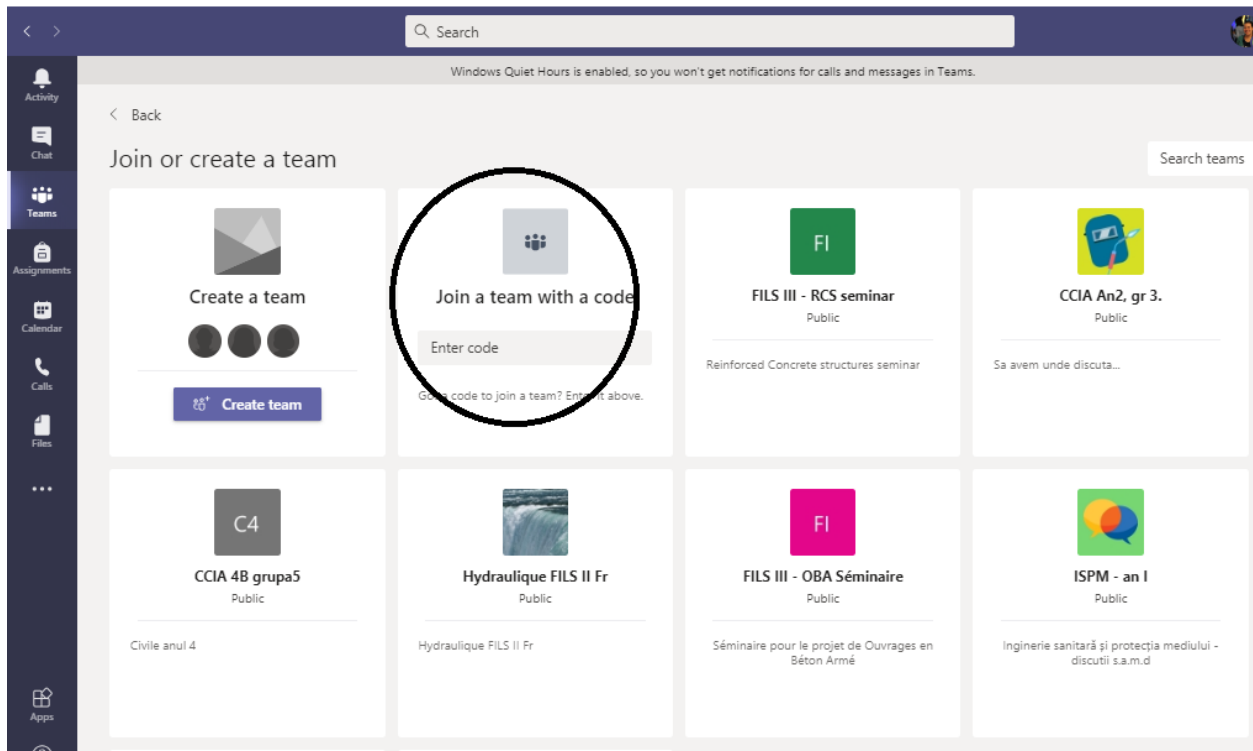 Search
Activity
Windows Quiet Hours is enabled, so you won't get notifications for calls and messages in Teams.
Back
Chat
Join or create a team
Search teams
Teams
Assignments
Calendar
Calls
Files
Apps
Create a team
Create team
Join a team with a code
Enter code
Got a code to join a team? Enter it above.
FI
FILS III - RCS seminar
Public
Reinforced Concrete structures seminar
CCIA An2, gr 3.
Public
Sa avem unde discuta...
C4
CCIA 4B grupa5
Public
Civile anul 4
Hydraulique FILS II Fr
Public
Hydraulique FILS II Fr
FI
FILS III - OBA Séminaire
Public
Séminaire pour le projet de Ouvrages en
Béton Armé
ISPM - an I
Public
Inginerie sanitară și protecția mediului -
discutii s.a.m.d